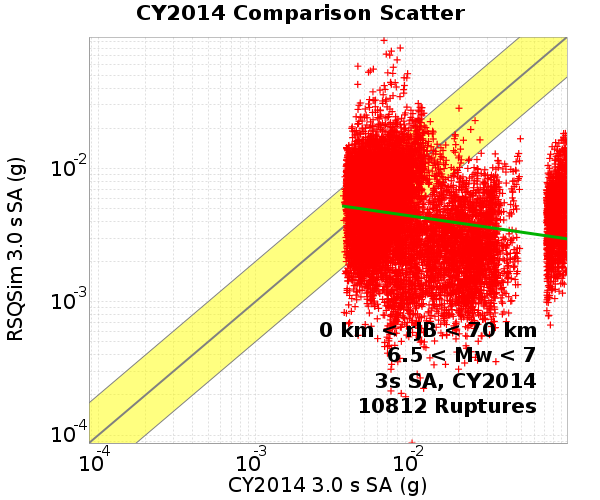 CY2014 Comparison Scatter
RSQSim 3.0 s SA (g)
10-2
10-3
10-4
0 km < rJB < 70 km
6.5 < Mw < 7
3s SA, CY2014
10812 Ruptures
10-4 10-3 10-2
CY2014 3.0 s SA (g)